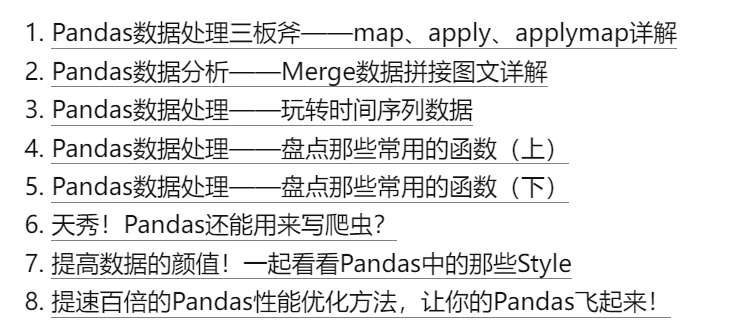 1. Pandas数据处理三板斧——map、apply、applymap详解
2. Pandas数据分析——Merge数据拼接图文详解
3. Pandas数据处理——玩转时间序列数据
4. Pandas数据处理——盘点那些常用的函数（上）
5. Pandas数据处理——盘点那些常用的函数（下）
6. 天秀！Pandas还能用来写爬虫？
7. 提高数据的颜值！一起看看Pandas中的那些Style
8. 提速百倍的Pandas性能优化方法，让你的Pandas飞起来！